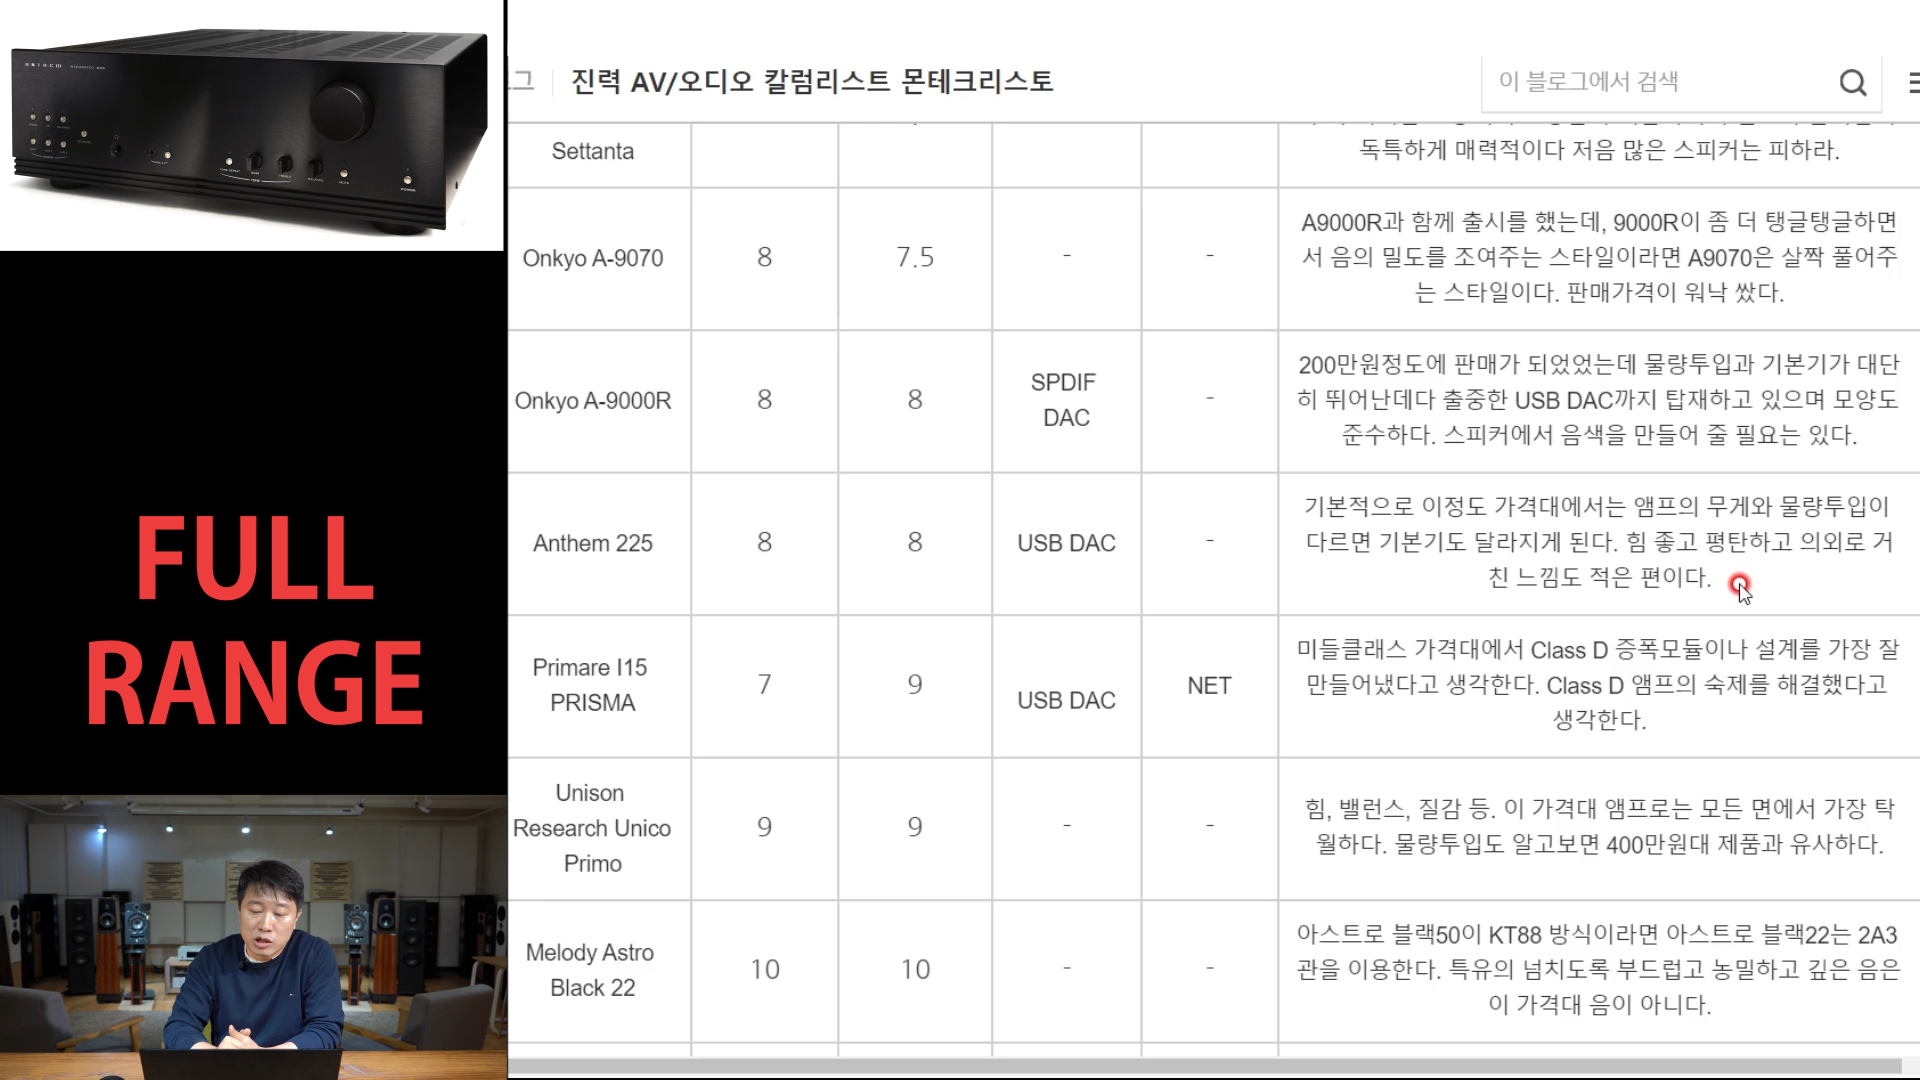 ANTHEM INTEGRATED 225
FULL
RANGE
진력 AV/오디오 칼럼리스트 몬테크리스토
이 블로그에서 검색
Settanta
독특하게 매력적이다 저음 많은 스피커는 피하라.
Onkyo A-9070
8
7.5
-
-
A9000R과 함께 출시를 했는데, 9000R이 좀 더 탱글탱글하면
서 음의 밀도를 조여주는 스타일이라면 A9070은 살짝 풀어주
는 스타일이다. 판매가격이 워낙 쌌다.
Onkyo A-9000R
8
8
SPDIF
DAC
-
200만원정도에 판매가 되었었는데 물량투입과 기본기가 대단
히 뛰어난데다 출중한 USB DAC까지 탑재하고 있으며 모양도
준수하다. 스피커에서 음색을 만들어 줄 필요는 있다.
Anthem 225
8
8
USB DAC
-
기본적으로 이정도 가격대에서는 앰프의 무게와 물량투입이
다르면 기본기도 달라지게 된다. 힘 좋고 평탄하고 의외로 거
친 느낌도 적은 편이다.
Primare I15
PRISMA
7
9
USB DAC
NET
미들클래스 가격대에서 Class D 증폭모듈이나 설계를 가장 잘
만들어냈다고 생각한다. Class D 앰프의 숙제를 해결했다고
생각한다.
Unison
Research Unico
Primo
9
9
-
-
힘, 밸런스, 질감 등. 이 가격대 앰프로는 모든 면에서 가장 탁
월하다. 물량투입도 알고보면 400만원대 제품과 유사하다.
Melody Astro
Black 22
10
10
-
-
아스트로 블랙50이 KT88 방식이라면 아스트로 블랙22는 2A3
관을 이용한다. 특유의 넘치도록 부드럽고 농밀하고 깊은 음은
이 가격대 음이 아니다.